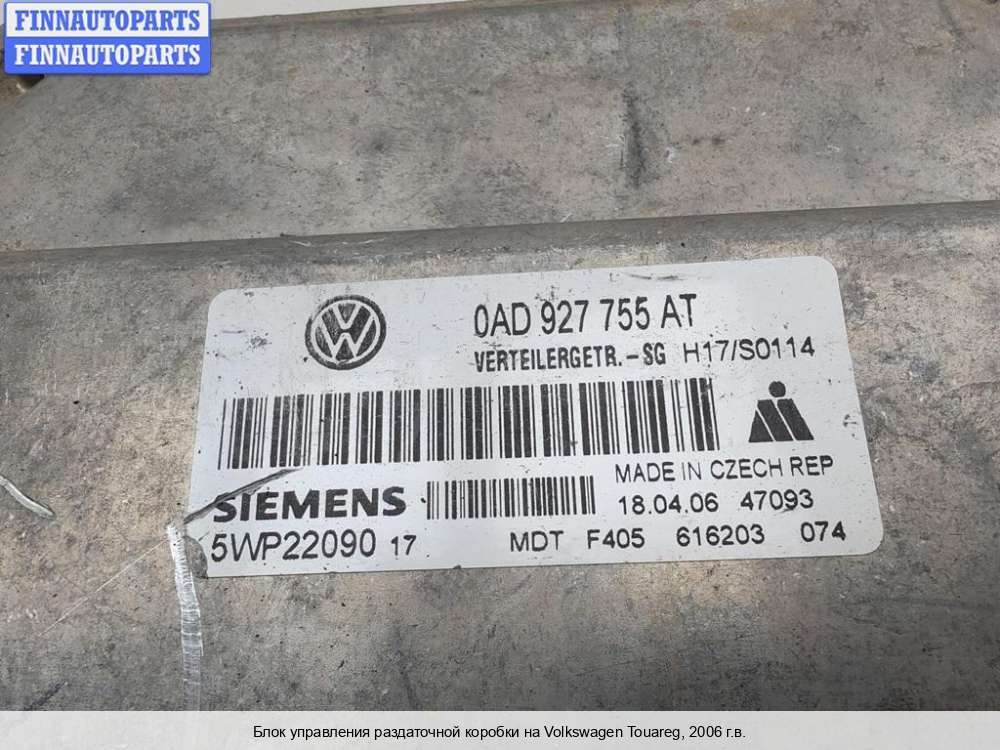 FINNAUTOPARTS
FINNAUTOPARTS
0AD 927 755 AT
VERTEILERGETR.-SG H17/S0114
MADE IN CZECH REP
SIEMENS 18.04.06 47093
5WP22090 17 MDT F405 616203 074
Блок управления раздаточной коробки на Volkswagen Touareg, 2006 г.в.